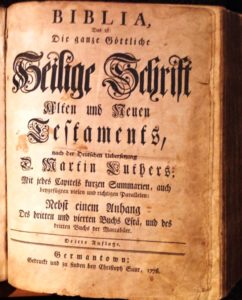 BIBLIA,
Das ist:
Die ganze Göttliche
Heilige Schrift
Alten und Neuen
Testaments,
nach der Deutschen Uebersetzung
D. Martin Luthers:
Mit jedes Capitels kurzen Summarien, auch
beygefügten vielen und richtigen Parallelen:
Nebst einem Anhang
Des dritten und vierten Buchs Esrä, und des
dritten Buchs der Maccabäer.
Dritte Auflage.
Germantown:
Gedruckt und zu finden bey Christoph Saur, 1776.